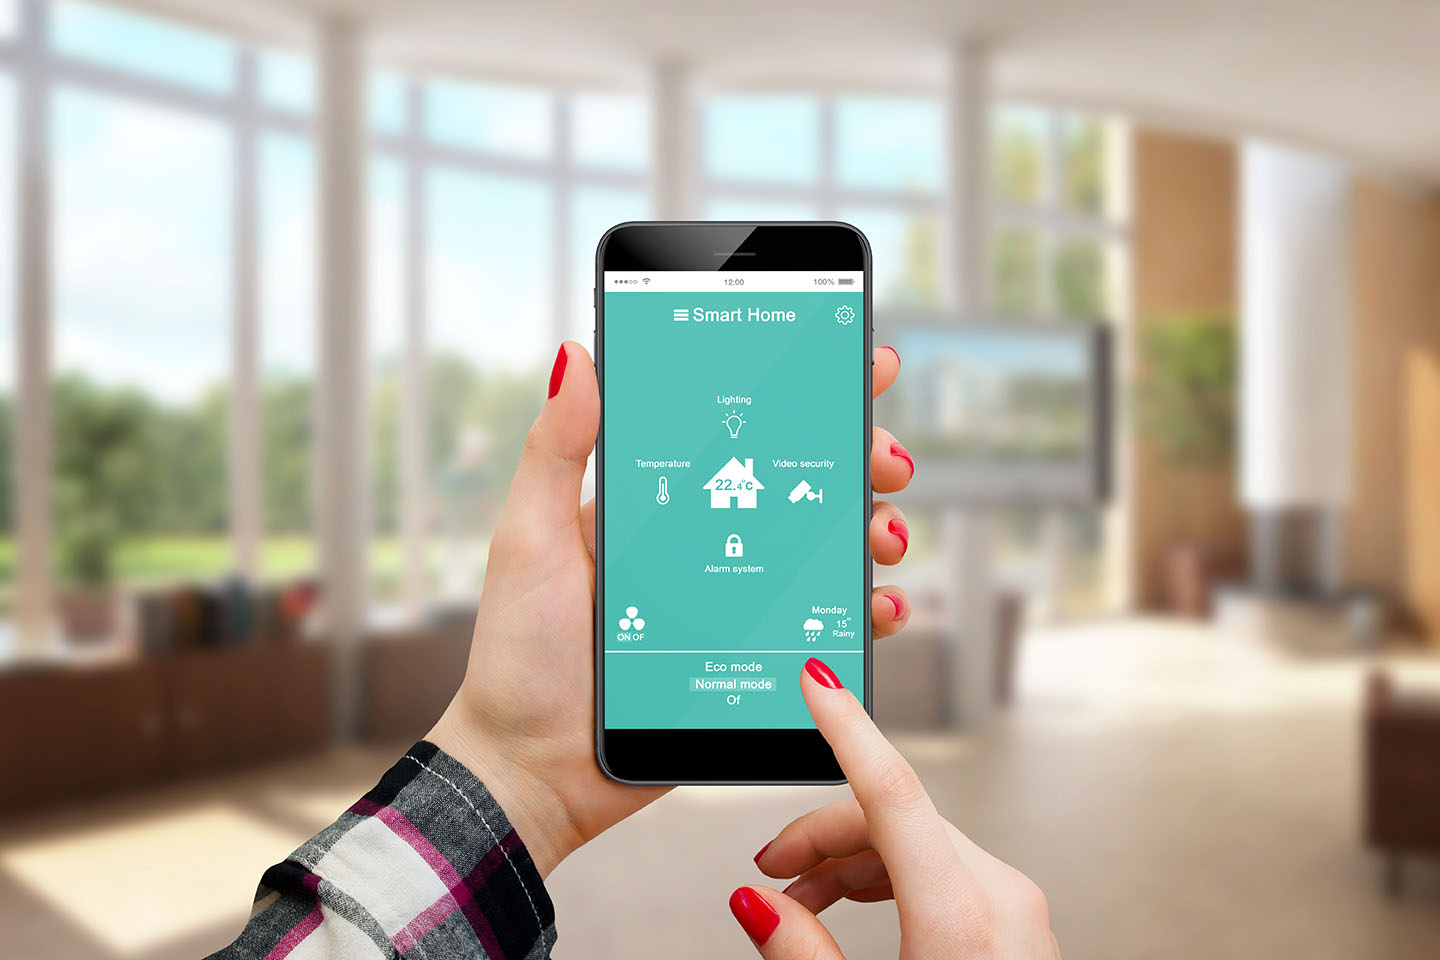 12:00
100%
Smart Home
Lighting
Temperature
Video security
22.4°c
Alarm system
ON OF
Monday
15°
Rainy
Eco mode
Normal mode
Of